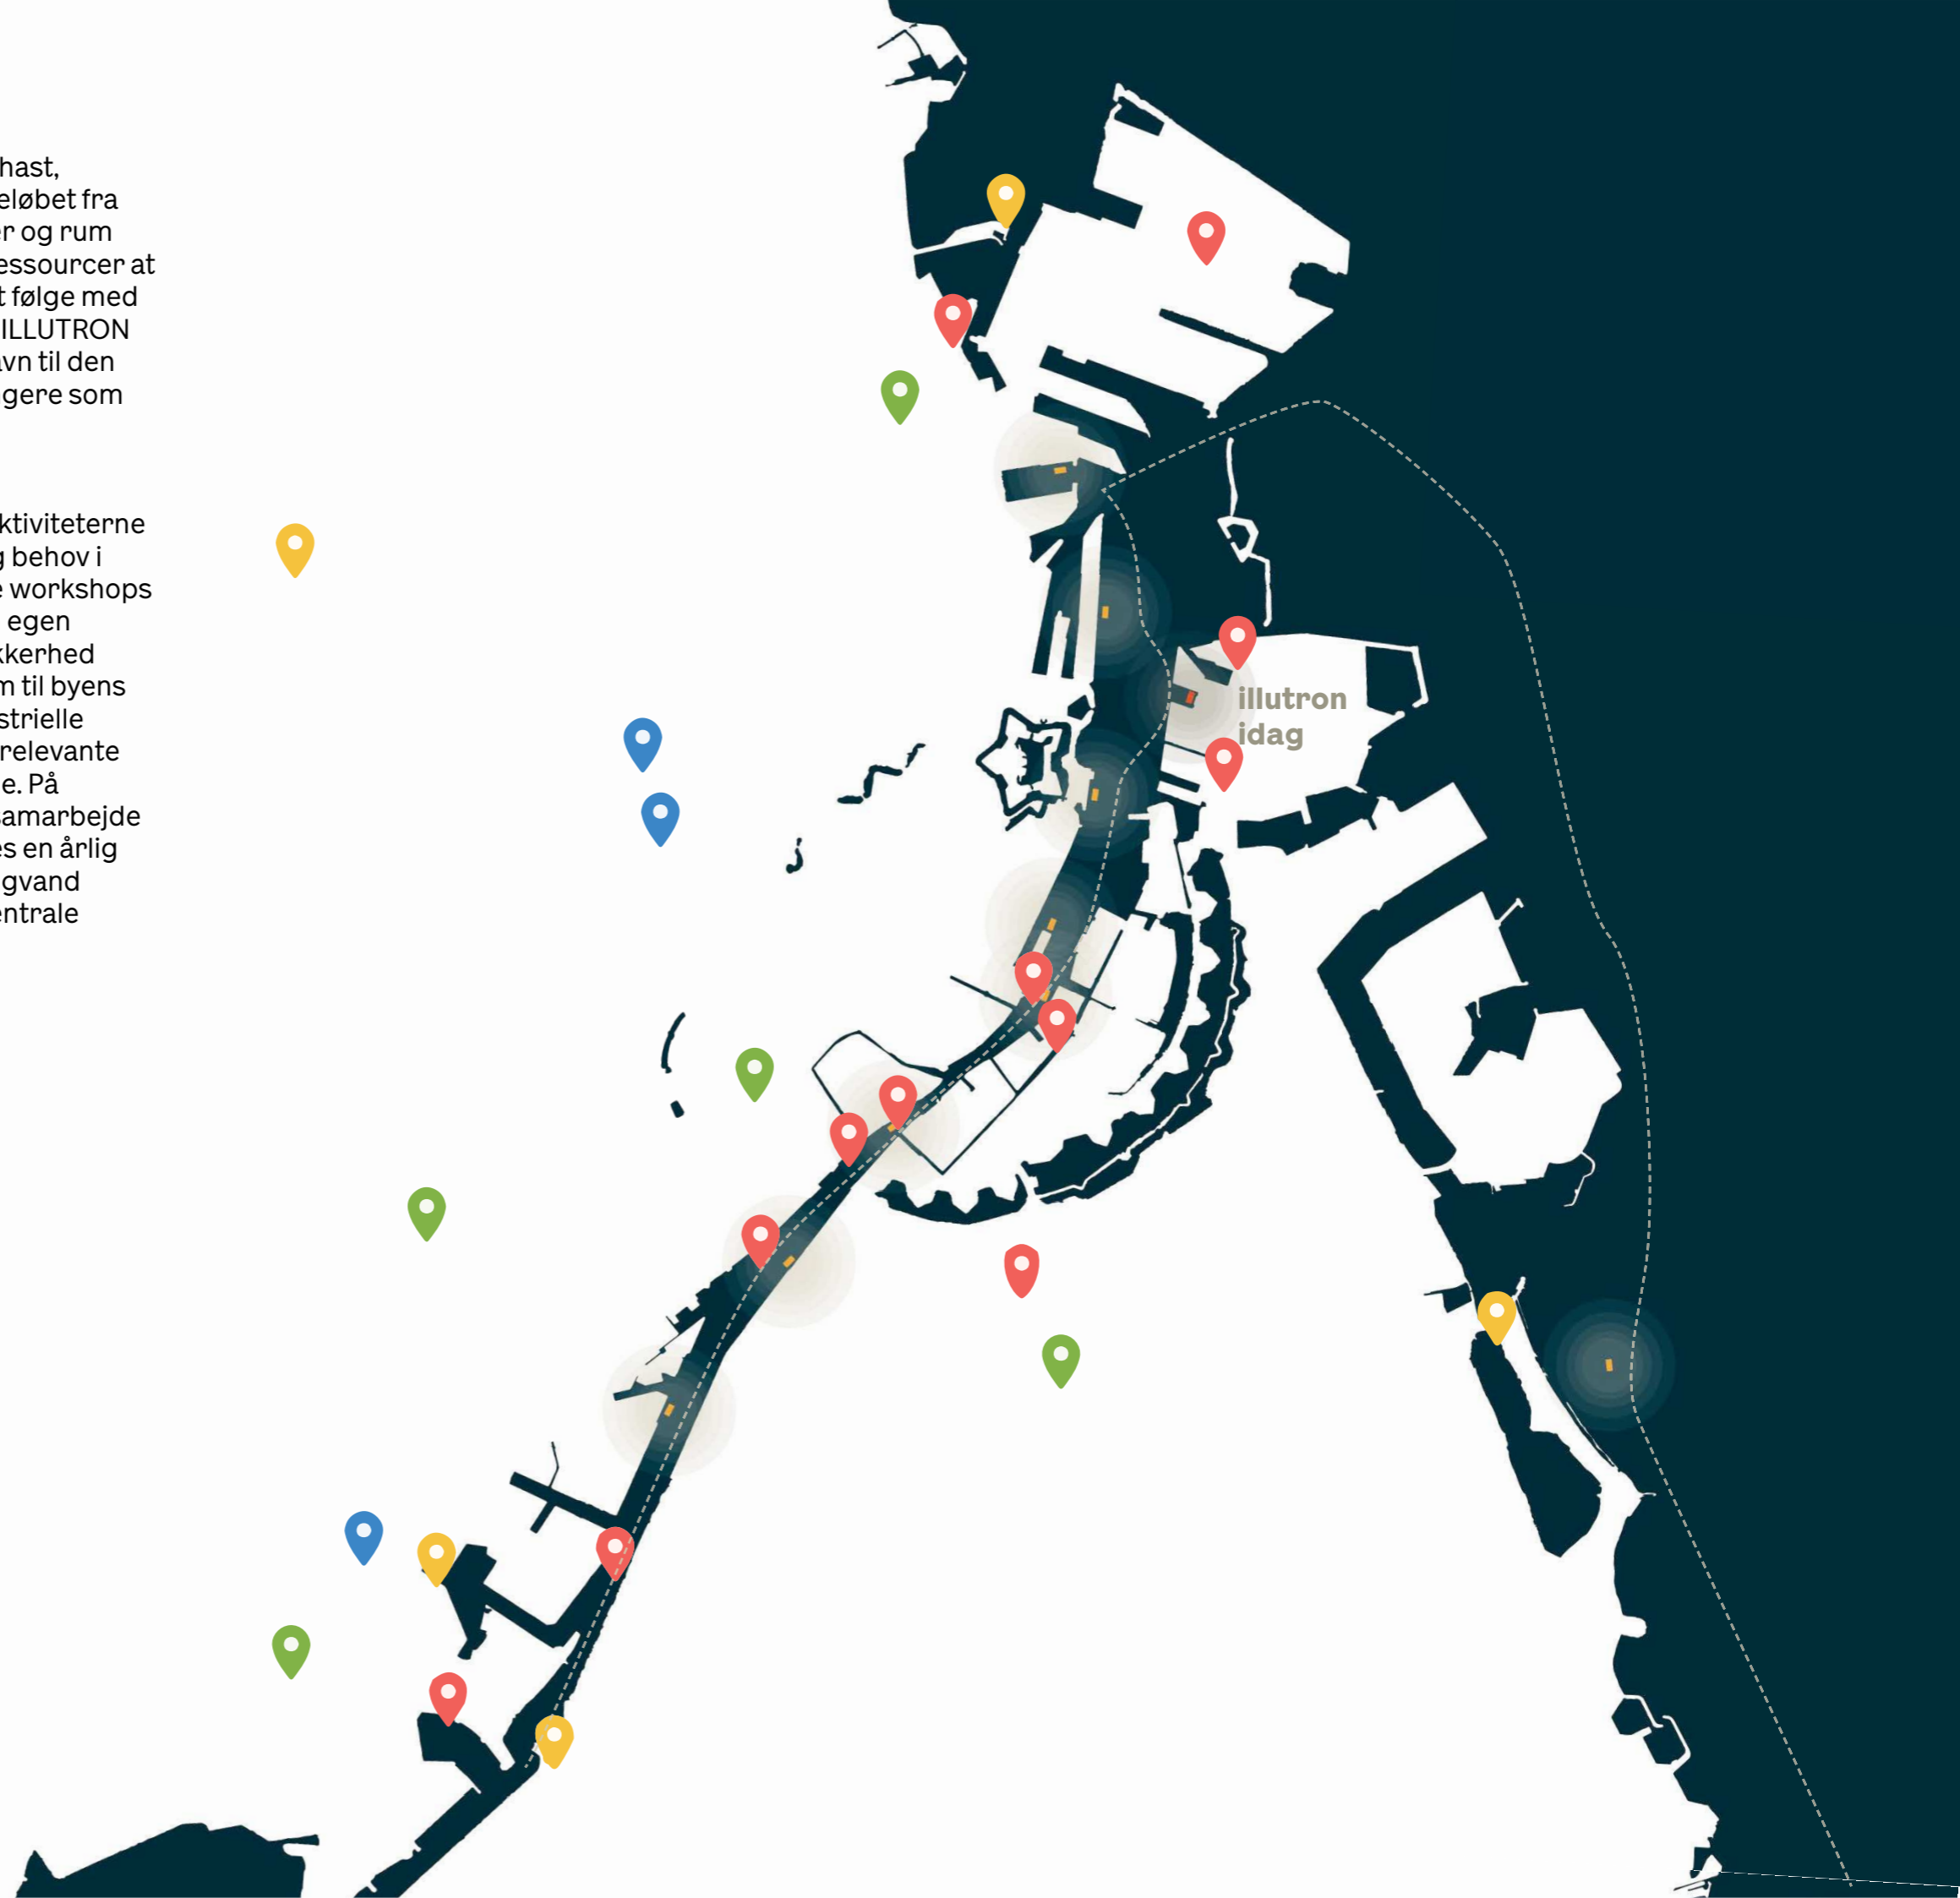 hast,
eløbet fra
er og rum
essourcer at
t følge med
ILLUTRON
avn til den
gere som
ktiviteterne
g behov i
e workshops
egen
kkerhed
m til byens
strielle
relevante
e. På
samarbejde
es en årlig
gvand
entrale
illutron
idag